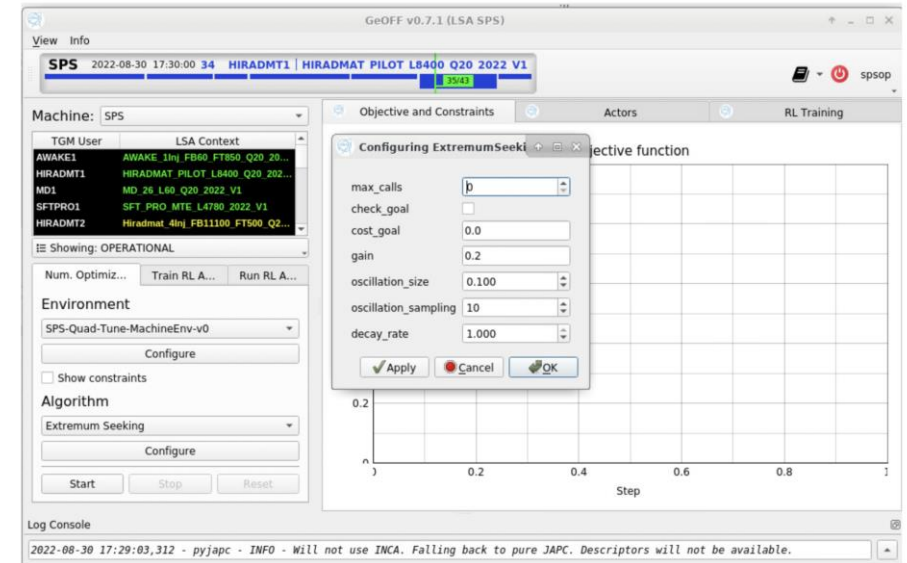 GeOFF v0.7.1 (LSA SPS)
View Info
SPS 2022-08-30 17:30:00 34 HIRADMT1 | HIRADMAT PILOT L8400 Q20 2022 V1
35/43
spsop
Machine: SPS
TGM User LSA Context
AWAKE1 AWAKE_1Inj_FB60_FT850_Q20_20...
HIRADMT1 HIRADMAT_PILOT_L8400_Q20_202...
MD1 MD_26_L60_Q20_2022_V1
SFTPRO1 SFT_PRO_MTE_L4780_2022_V1
HIRADMT2 Hiradmat_4Inj_FB11100_FT500_Q2...
Showing: OPERATIONAL
Num. Optimiz... Train RL A... Run RL A...
Environment
SPS-Quad-Tune-MachineEnv-v0
Configure
Show constraints
Algorithm
Extremum Seeking
Configure
Start Stop Reset
Objective and Constraints Actors RL Training
jective function
Configuring ExtremumSeeki
max_calls 0
check_goal
cost_goal 0.0
gain 0.2
oscillation_size 0.100
oscillation_sampling 10
decay_rate 1.000
Apply Cancel OK
0.2
0.2 0.4 0.6 0.8
Step
Log Console
2022-08-30 17:29:03,312 - pyjapc - INFO - Will not use INCA. Falling back to pure JAPC. Descriptors will not be available.